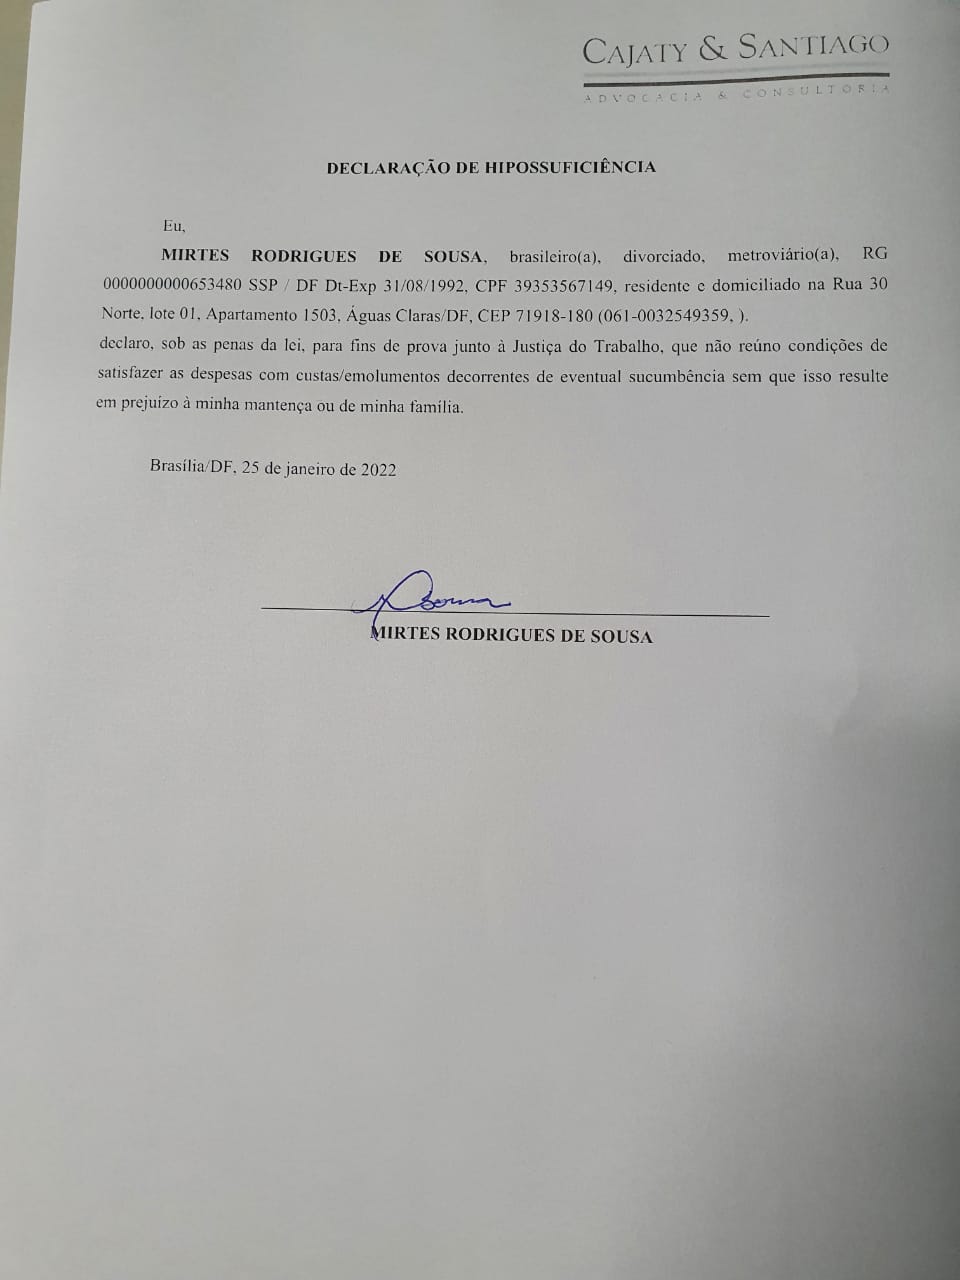 CAJATY & SANTIAGO
ADVOCACIA & CONSULTORIA
DECLARAÇÃO DE HIPOSSUFICIÊNCIA
Eu,
MIRTES RODRIGUES DE SOUSA, brasileiro(a), divorciado, metroviário(a), RG
0000000000653480 SSP / DF Dt-Exp 31/08/1992, CPF 39353567149, residente e domiciliado na Rua 30
Norte, lote 01, Apartamento 1503, Águas Claras/DF, CEP 71918-180 (061-0032549359, ).
declaro, sob as penas da lei, para fins de prova junto à Justiça do Trabalho, que não reúno condições de
satisfazer as despesas com custas/emolumentos decorrentes de eventual sucumbência sem que isso resulte
em prejuízo à minha mantença ou de minha família.
Brasília/DF, 25 de janeiro de 2022
MIRTES RODRIGUES DE SOUSA